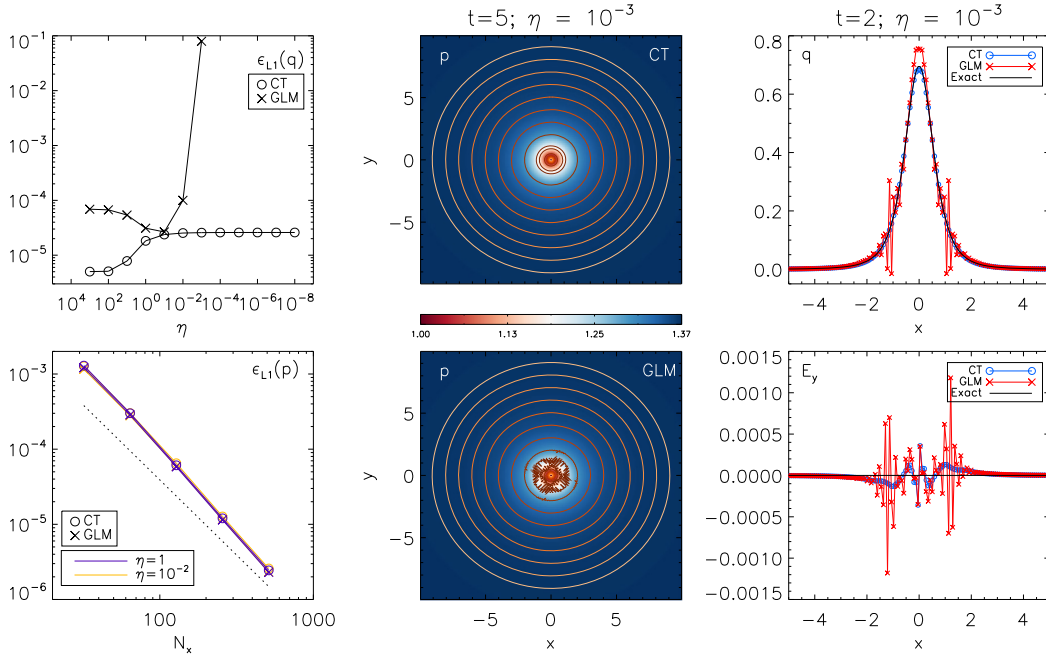 t=5; η = 10⁻³
t=2; η = 10⁻³
10⁻¹
10⁻²
10⁻³
10⁻⁴
10⁻⁵
ϵL1(q)
CT
GLM
10⁴ 10² 10⁰ 10⁻² 10⁻⁴ 10⁻⁶ 10⁻⁸
η
p
CT
y
5
0
−5
1.00 1.13 1.25 1.37
q
CT
GLM
Exact
0.8
0.6
0.4
0.2
0.0
−4 −2 0 2 4
x
10⁻³
10⁻⁴
10⁻⁵
10⁻⁶
ϵL1(p)
CT
GLM
η=1
η=10⁻²
100 1000
Nx
p
GLM
y
5
0
−5
−5 0 5
x
Ey
CT
GLM
Exact
0.0015
0.0010
0.0005
0.0000
−0.0005
−0.0010
−0.0015
−4 −2 0 2 4
x